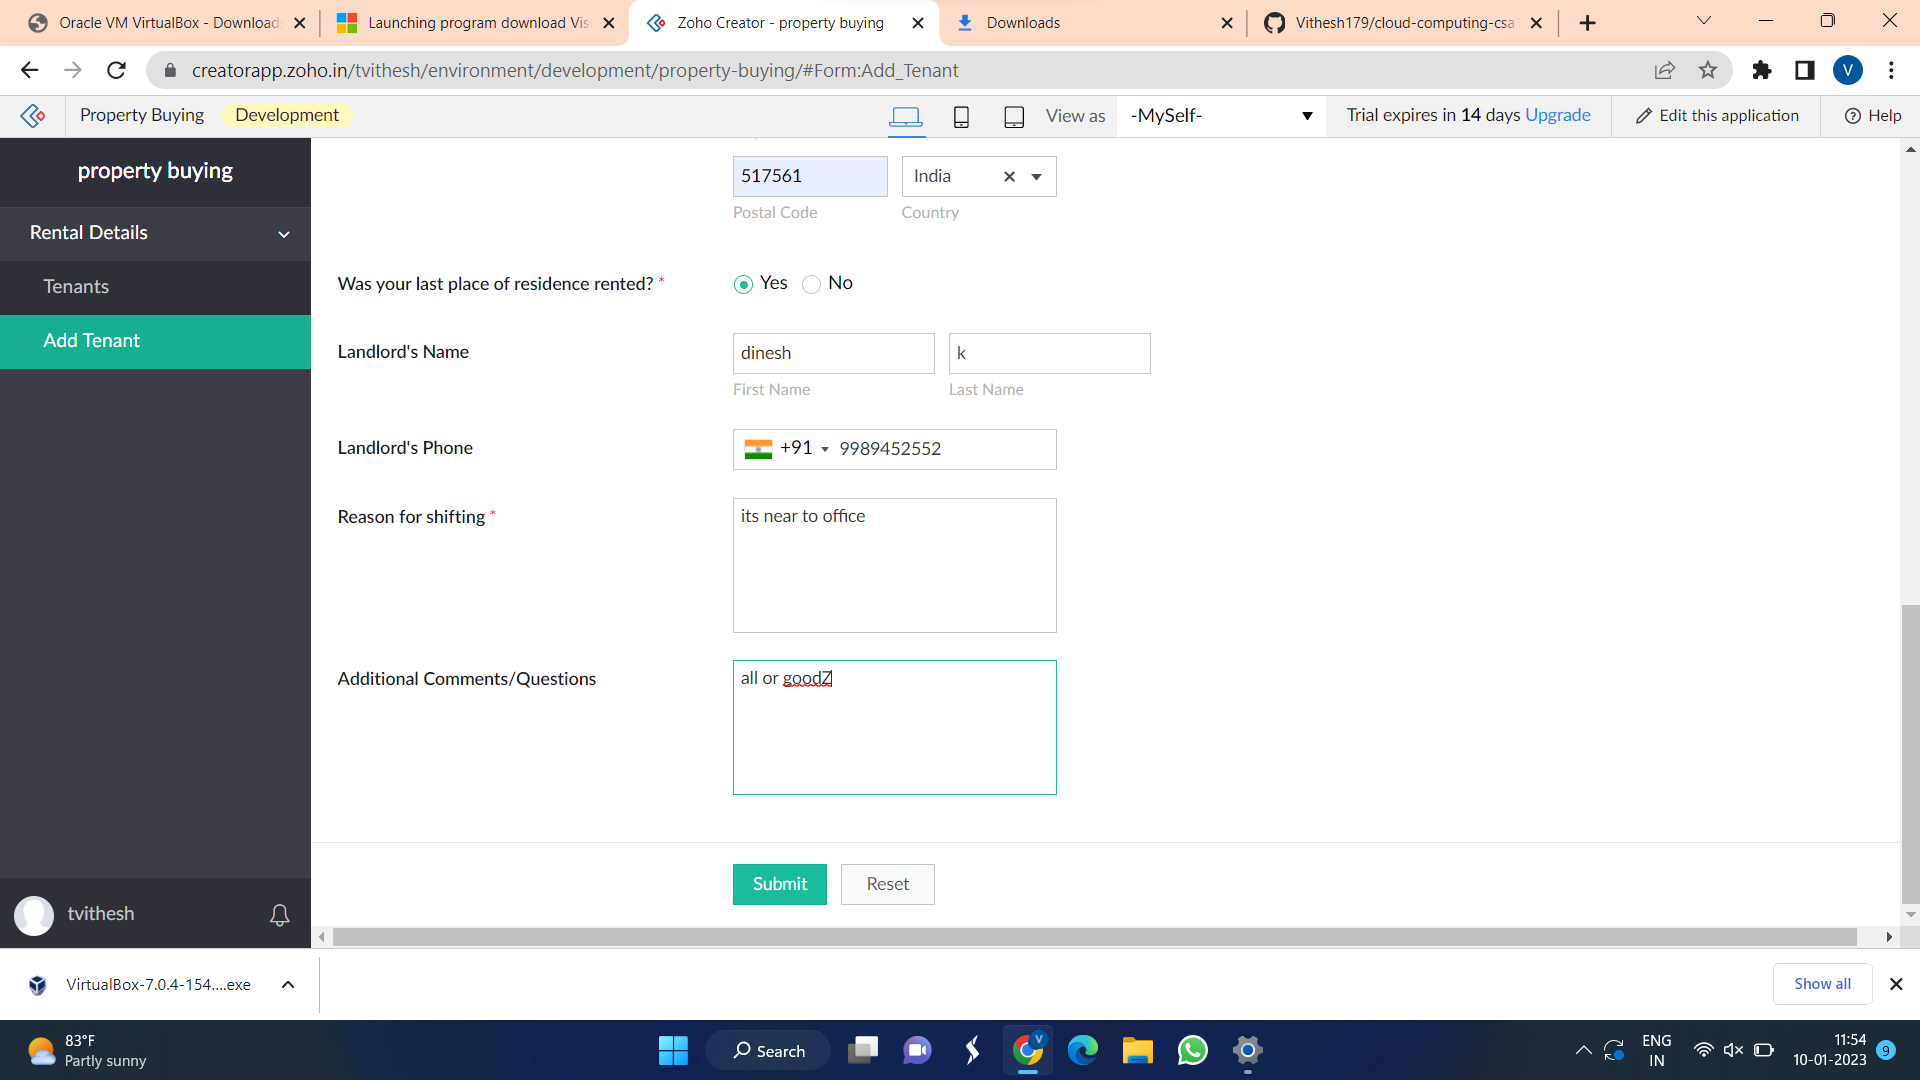 Oracle VM VirtualBox - Download
Launching program download Vis
Zoho Creator - property buying
Downloads
Vithesh179/cloud-computing-csa
creatorapp.zoho.in/tvithesh/environment/development/property-buying/#Form:Add_Tenant
V
Property Buying
Development
View as
-MySelf-
Trial expires in 14 days Upgrade
Edit this application
Help
property buying
Rental Details
Tenants
Add Tenant
517561
India
Postal Code
Country
Was your last place of residence rented? *
Yes
No
Landlord's Name
dinesh
k
First Name
Last Name
Landlord's Phone
+91
9989452552
Reason for shifting *
its near to office
Additional Comments/Questions
all or goodZ
Submit
Reset
tvithesh
VirtualBox-7.0.4-154....exe
Show all
83°F
Partly sunny
Search
V
ENG
IN
11:54
10-01-2023
9